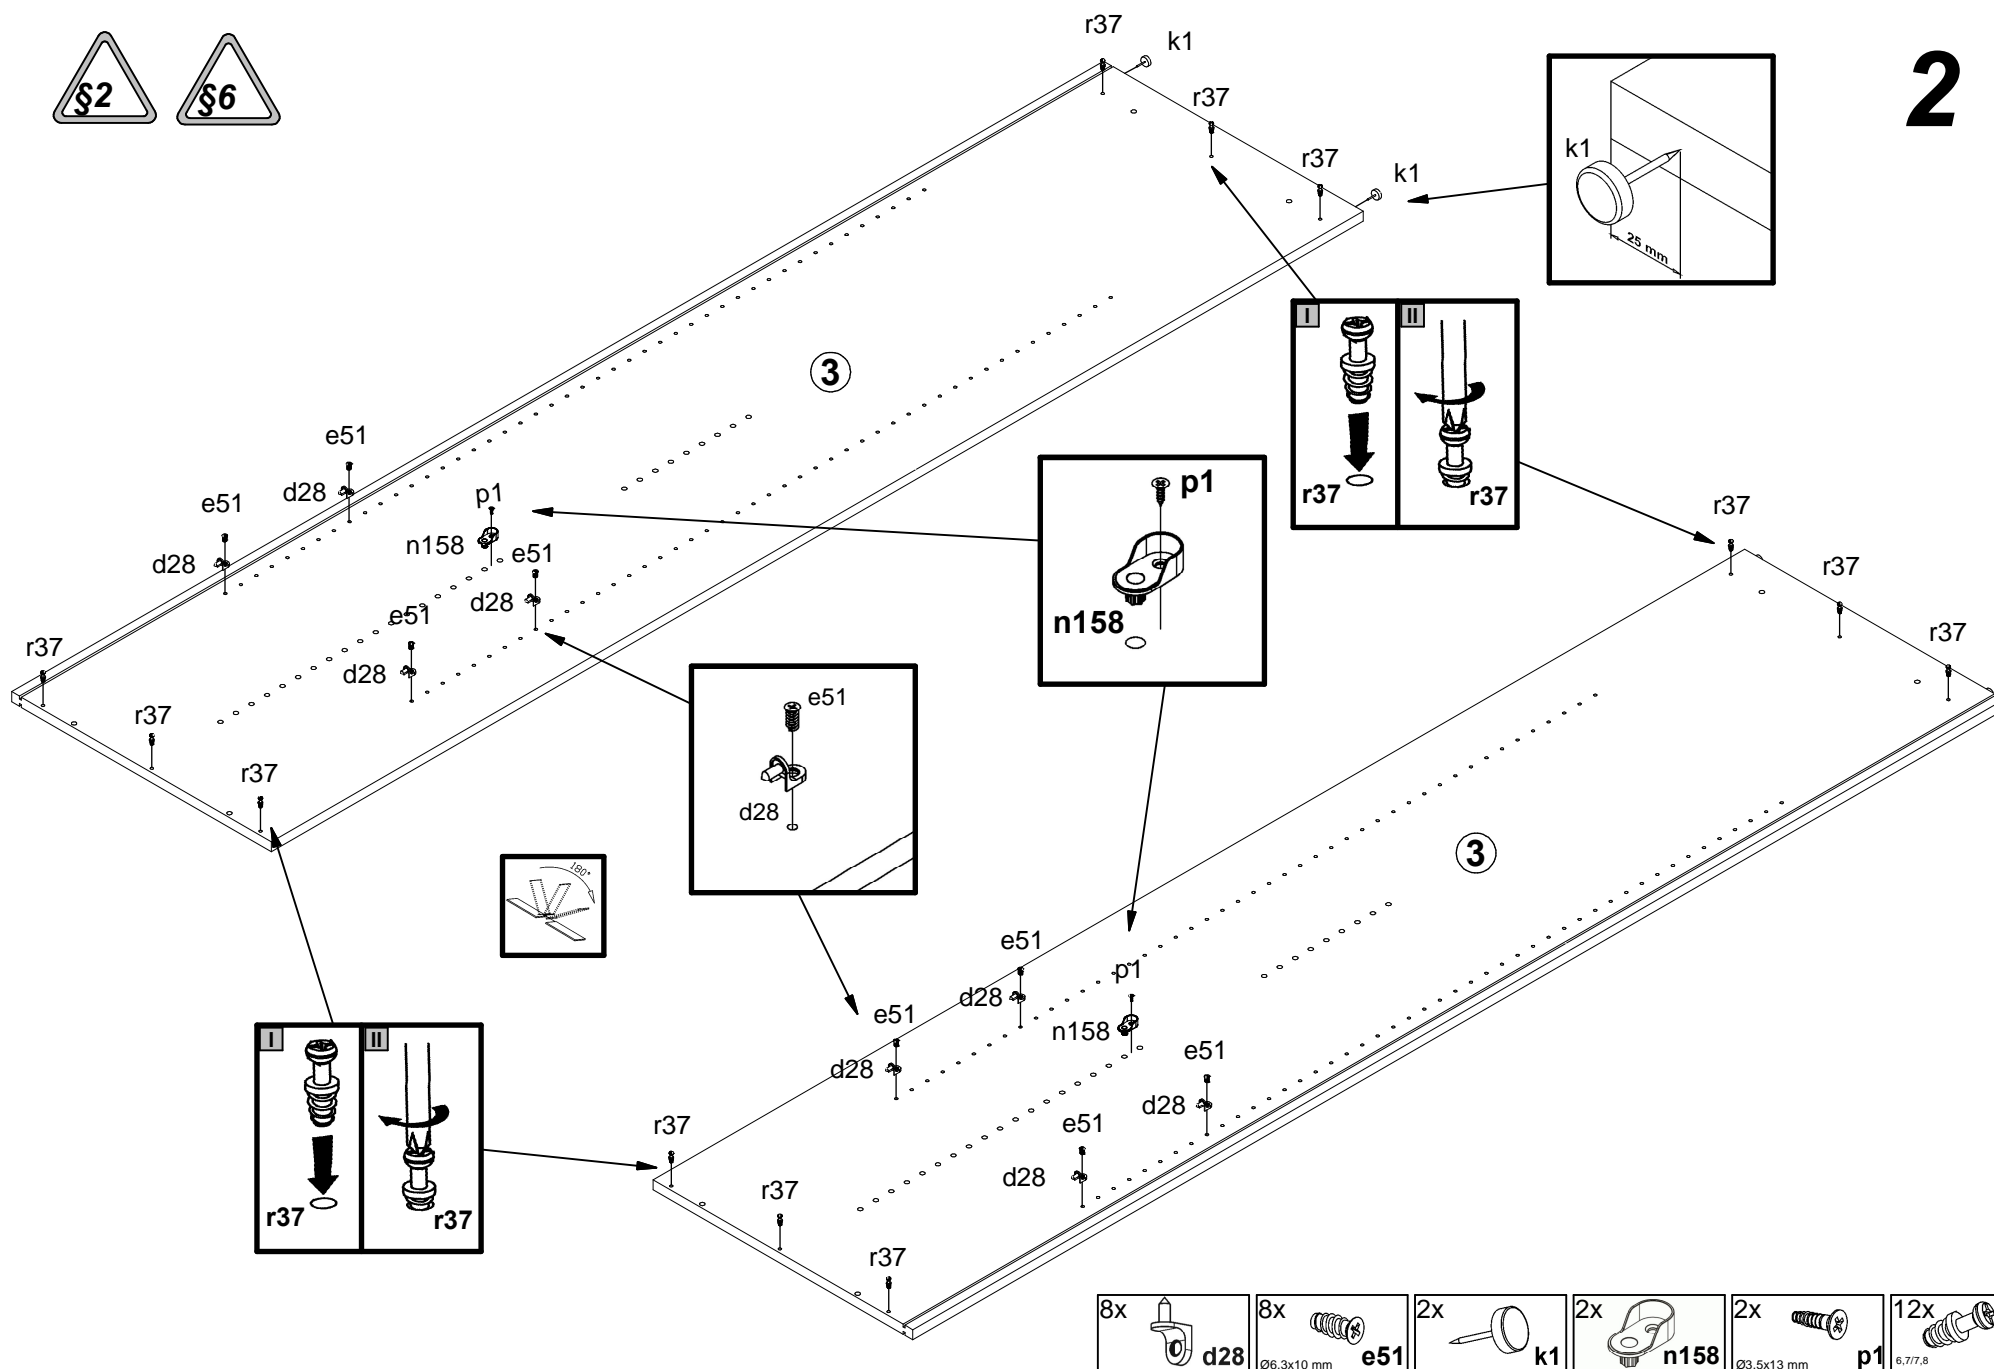 §2
§6
2
r37
k1
r37
r37
k1
k1
25 mm
I
II
r37
r37
3
e51
d28
e51
d28
p1
n158
e51
d28
e51
d28
r37
r37
r37
p1
n158
e51
d28
180°
r37
r37
r37
3
e51
d28
e51
d28
p1
n158
e51
d28
e51
d28
I
II
r37
r37
r37
r37
r37
8x
d28
8x
Ø6.3x10 mm
e51
2x
k1
2x
n158
2x
Ø3.5x13 mm
p1
12x
6,7/7,8